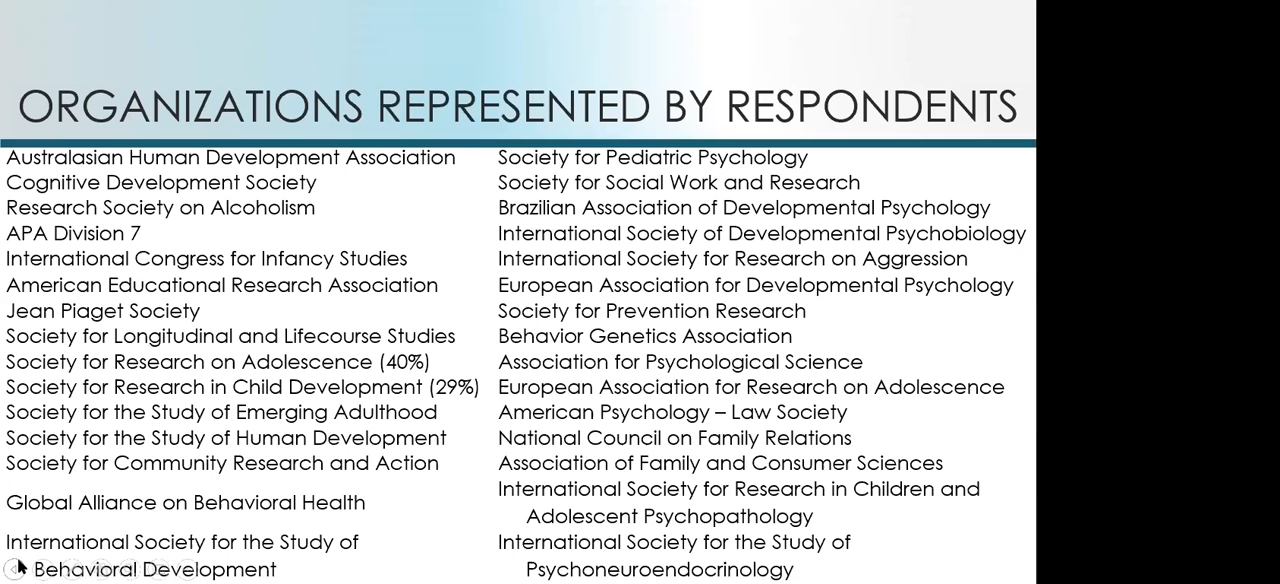 ORGANIZATIONS REPRESENTED BY RESPONDENTS
Australasian Human Development Association
Cognitive Development Society
Research Society on Alcoholism
APA Division 7
International Congress for Infancy Studies
American Educational Research Association
Jean Piaget Society
Society for Longitudinal and Lifecourse Studies
Society for Research on Adolescence (40%)
Society for Research in Child Development (29%)
Society for the Study of Emerging Adulthood
Society for the Study of Human Development
Society for Community Research and Action
Global Alliance on Behavioral Health
International Society for the Study of
Behavioral Development
Society for Pediatric Psychology
Society for Social Work and Research
Brazilian Association of Developmental Psychology
International Society of Developmental Psychobiology
International Society for Research on Aggression
European Association for Developmental Psychology
Society for Prevention Research
Behavior Genetics Association
Association for Psychological Science
European Association for Research on Adolescence
American Psychology – Law Society
National Council on Family Relations
Association of Family and Consumer Sciences
International Society for Research in Children and
Adolescent Psychopathology
International Society for the Study of
Psychoneuroendocrinology